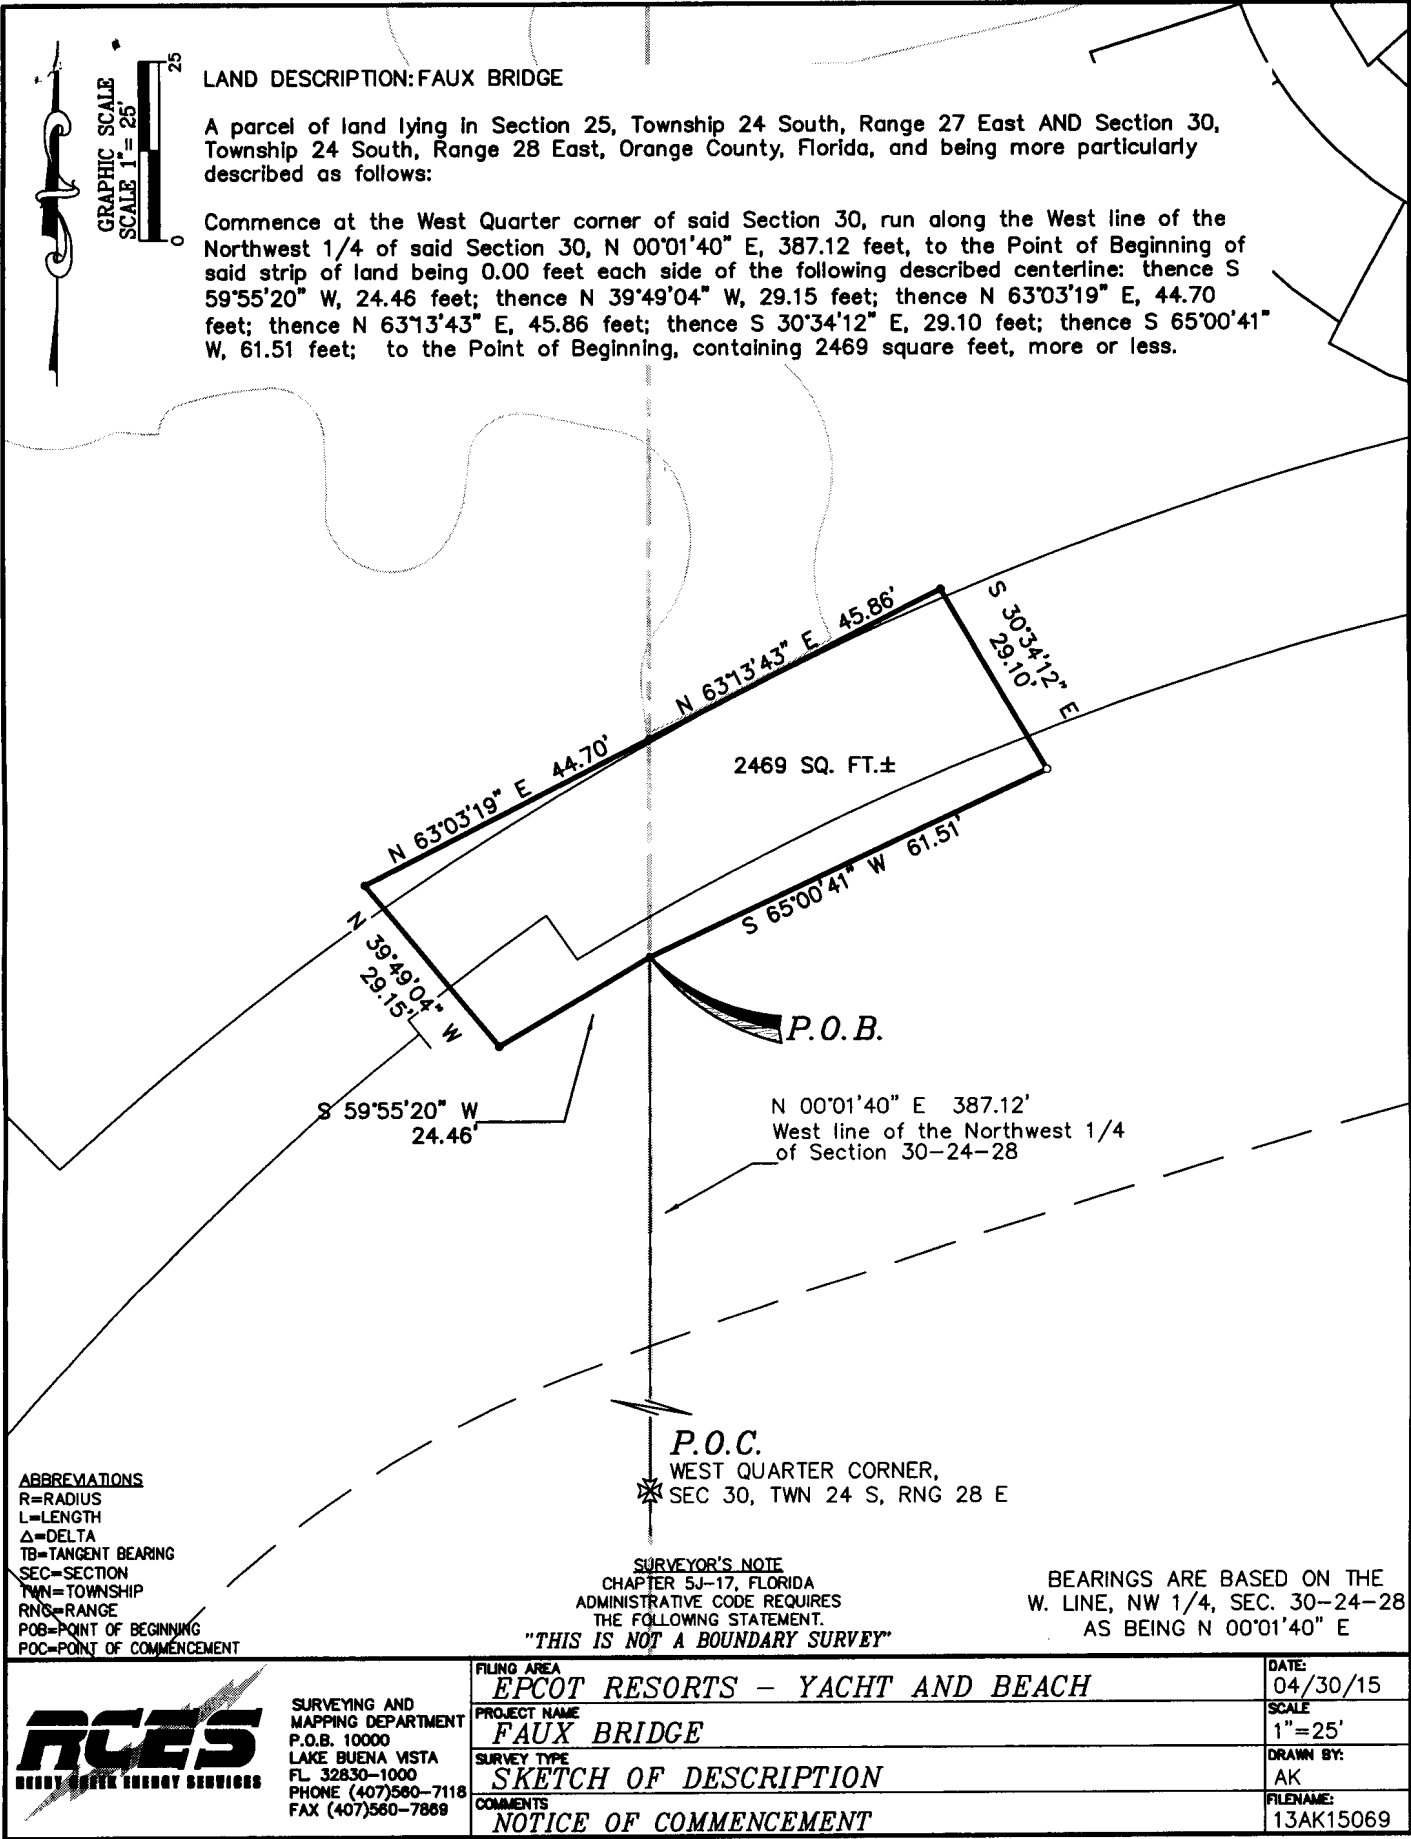 GRAPHIC SCALE
SCALE 1"= 25'
0
25
LAND DESCRIPTION: FAUX BRIDGE
A parcel of land lying in Section 25, Township 24 South, Range 27 East AND Section 30,
Township 24 South, Range 28 East, Orange County, Florida, and being more particularly
described as follows:
Commence at the West Quarter corner of said Section 30, run along the West line of the
Northwest 1/4 of said Section 30, N 00°01'40" E, 387.12 feet, to the Point of Beginning of
said strip of land being 0.00 feet each side of the following described centerline: thence S
59°55'20" W, 24.46 feet; thence N 39°49'04" W, 29.15 feet; thence N 63°03'19" E, 44.70
feet; thence N 63°13'43" E, 45.86 feet; thence S 30°34'12" E, 29.10 feet; thence S 65°00'41"
W, 61.51 feet; to the Point of Beginning, containing 2469 square feet, more or less.
N 63°13'43" E 45.86'
S 30°34'12" E
29.10'
N 63°03'19" E 44.70'
2469 SQ. FT.±
S 65°00'41" W 61.51'
N 39°49'04" W
29.15'
P.O.B.
S 59°55'20" W
24.46'
N 00°01'40" E 387.12'
West line of the Northwest 1/4
of Section 30-24-28
P.O.C.
WEST QUARTER CORNER,
SEC 30, TWN 24 S, RNG 28 E
ABBREVIATIONS
R=RADIUS
L=LENGTH
Δ=DELTA
TB=TANGENT BEARING
SEC=SECTION
TWN=TOWNSHIP
RNG=RANGE
POB=POINT OF BEGINNING
POC=POINT OF COMMENCEMENT
SURVEYOR'S NOTE
CHAPTER 5J-17, FLORIDA
ADMINISTRATIVE CODE REQUIRES
THE FOLLOWING STATEMENT.
"THIS IS NOT A BOUNDARY SURVEY"
BEARINGS ARE BASED ON THE
W. LINE, NW 1/4, SEC. 30-24-28
AS BEING N 00°01'40" E
RCES
REEDY CREEK ENERGY SERVICES
SURVEYING AND
MAPPING DEPARTMENT
P.O.B. 10000
LAKE BUENA VISTA
FL 32830-1000
PHONE (407)560-7118
FAX (407)560-7869
FILING AREA
EPCOT RESORTS - YACHT AND BEACH
PROJECT NAME
FAUX BRIDGE
SURVEY TYPE
SKETCH OF DESCRIPTION
COMMENTS
NOTICE OF COMMENCEMENT
DATE:
04/30/15
SCALE
1"=25'
DRAWN BY:
AK
FILENAME:
13AK15069